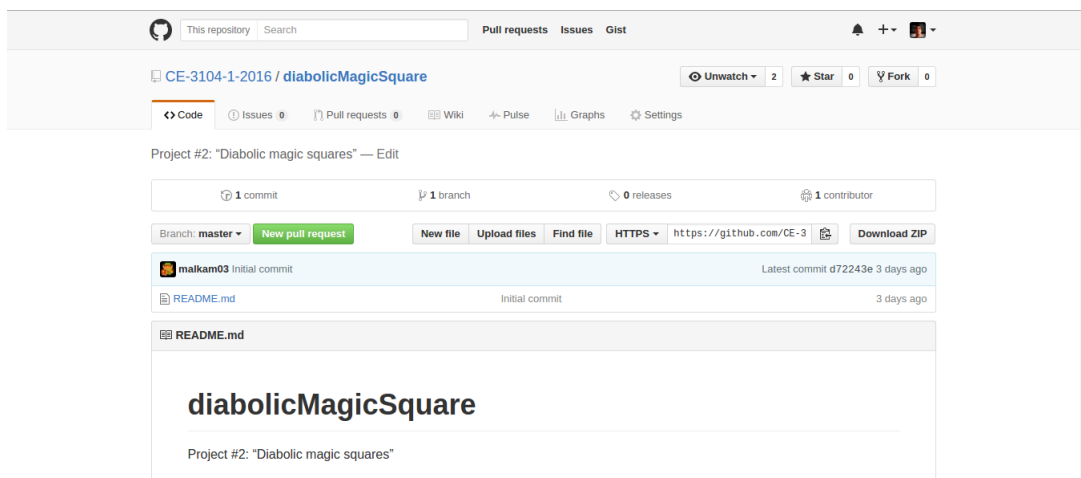 This repository Search Pull requests Issues Gist
CE-3104-1-2016 / diabolicMagicSquare Unwatch 2 Star 0 Fork 0
Code Issues 0 Pull requests 0 Wiki Pulse Graphs Settings
Project #2: “Diabolic magic squares” — Edit
1 commit 1 branch 0 releases 1 contributor
Branch: master New pull request New file Upload files Find file HTTPS https://github.com/CE-3 Download ZIP
malkam03 Initial commit Latest commit d72243e 3 days ago
README.md Initial commit 3 days ago
README.md
diabolicMagicSquare
Project #2: “Diabolic magic squares”